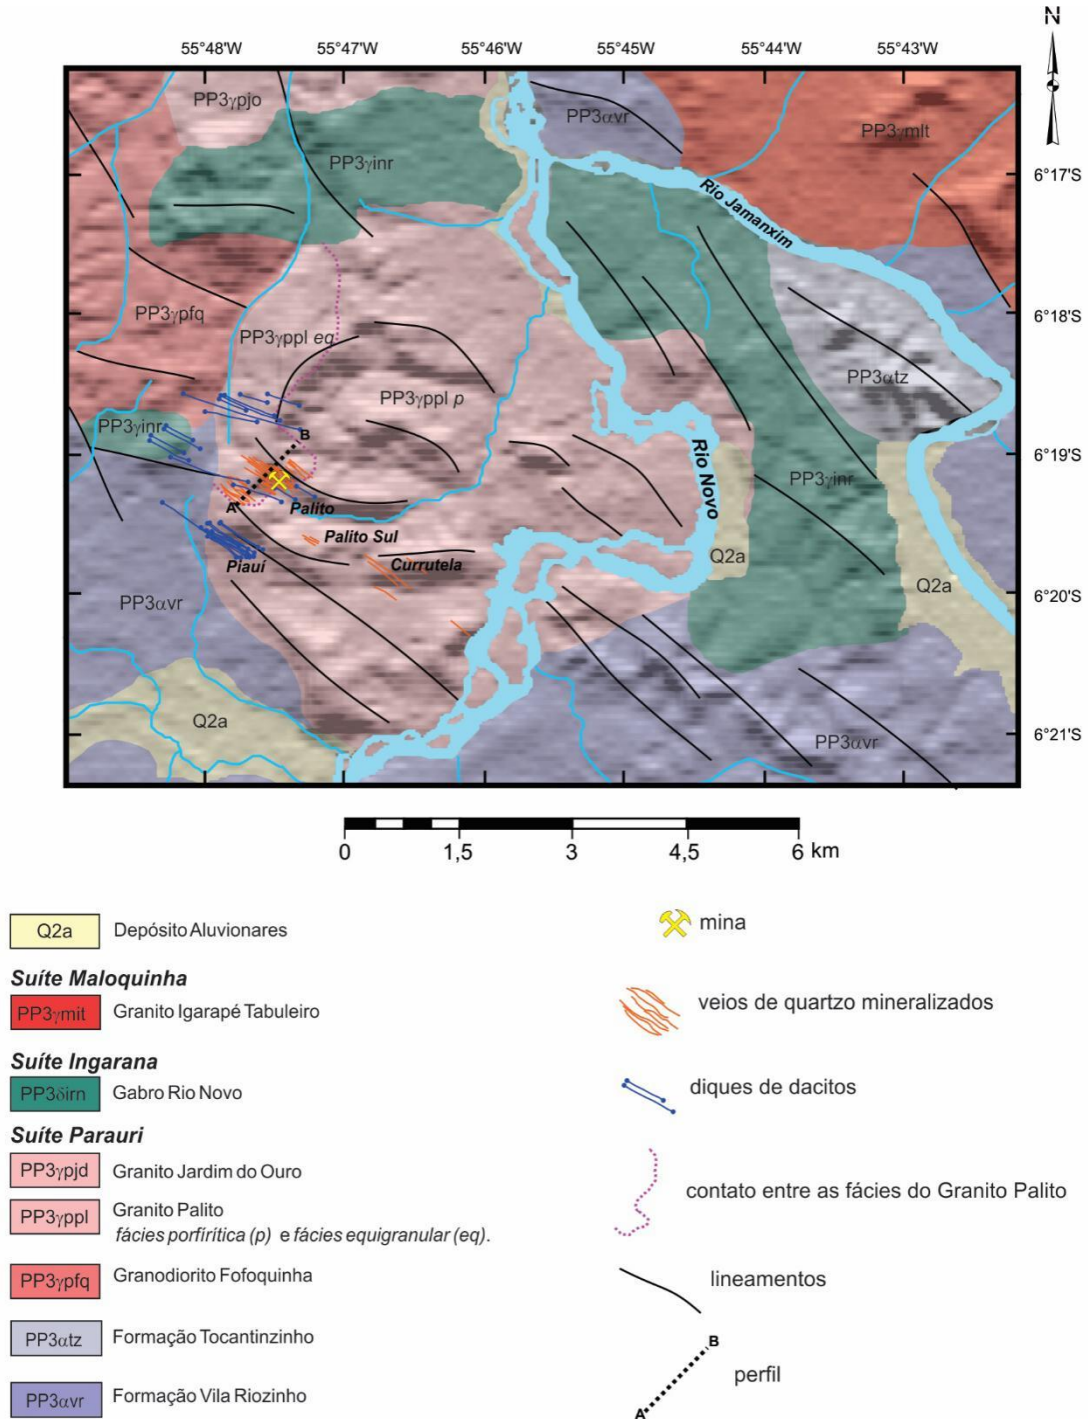 N
55°48'W 55°47'W 55°46'W 55°45'W 55°44'W 55°43'W
PP3γpjo
PP3αvr
PP3γmlt
PP3γinr
6°17'S
Rio Jamanxim
PP3γpfq
6°18'S
PP3γppl eq
PP3γppl p
PP3αtz
PP3γinr
B
Rio Novo
6°19'S
PP3γinr
A
Palito
Palito Sul
Piauí
Currutela
Q2a
Q2a
PP3αvr
6°20'S
Q2a
PP3αvr
6°21'S
0 1,5 3 4,5 6 km
Q2a Depósito Aluvionares
Suíte Maloquinha
PP3γmit Granito Igarapé Tabuleiro
Suíte Ingarana
PP3δirn Gabro Rio Novo
Suíte Parauri
PP3γpjd Granito Jardim do Ouro
PP3γppl Granito Palito
fácies porfirítica (p) e fácies equigranular (eq).
PP3γpfq Granodiorito Fofoquinha
PP3αtz Formação Tocantinzinho
PP3αvr Formação Vila Riozinho
mina
veios de quartzo mineralizados
diques de dacitos
contato entre as fácies do Granito Palito
lineamentos
B
perfil
A